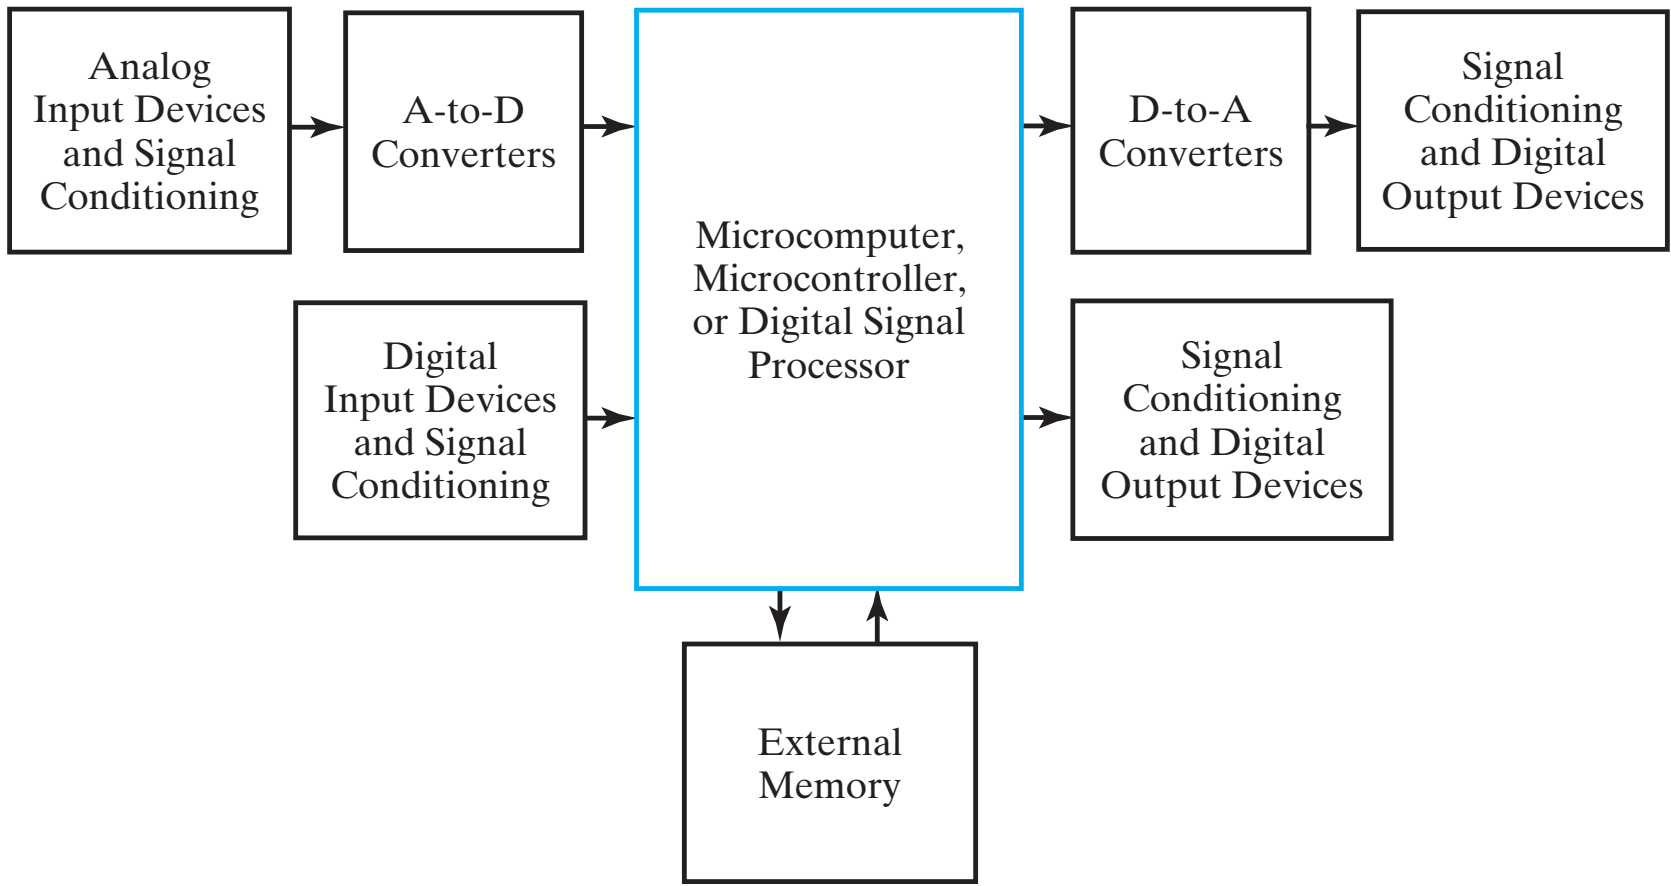 Analog
Input Devices
and Signal
Conditioning
A-to-D
Converters
Microcomputer,
Microcontroller,
or Digital Signal
Processor
D-to-A
Converters
Signal
Conditioning
and Digital
Output Devices
Digital
Input Devices
and Signal
Conditioning
Signal
Conditioning
and Digital
Output Devices
External
Memory